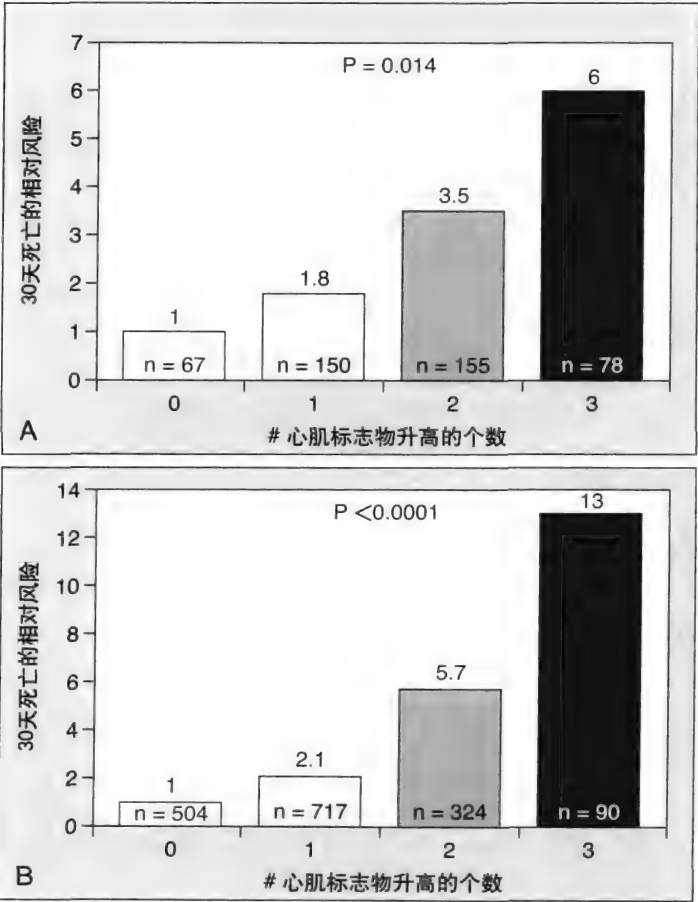 7
P = 0.014
6
6
5
4
3.5
3
2
1.8
1
1
0
n = 67
n = 150
n = 155
n = 78
0
1
2
3
30天死亡的相对风险
A
# 心肌标志物升高的个数
14
P <0.0001
13
12
10
8
6
5.7
4
2
2.1
1
0
n = 504
n = 717
n = 324
n = 90
0
1
2
3
30天死亡的相对风险
B
# 心肌标志物升高的个数